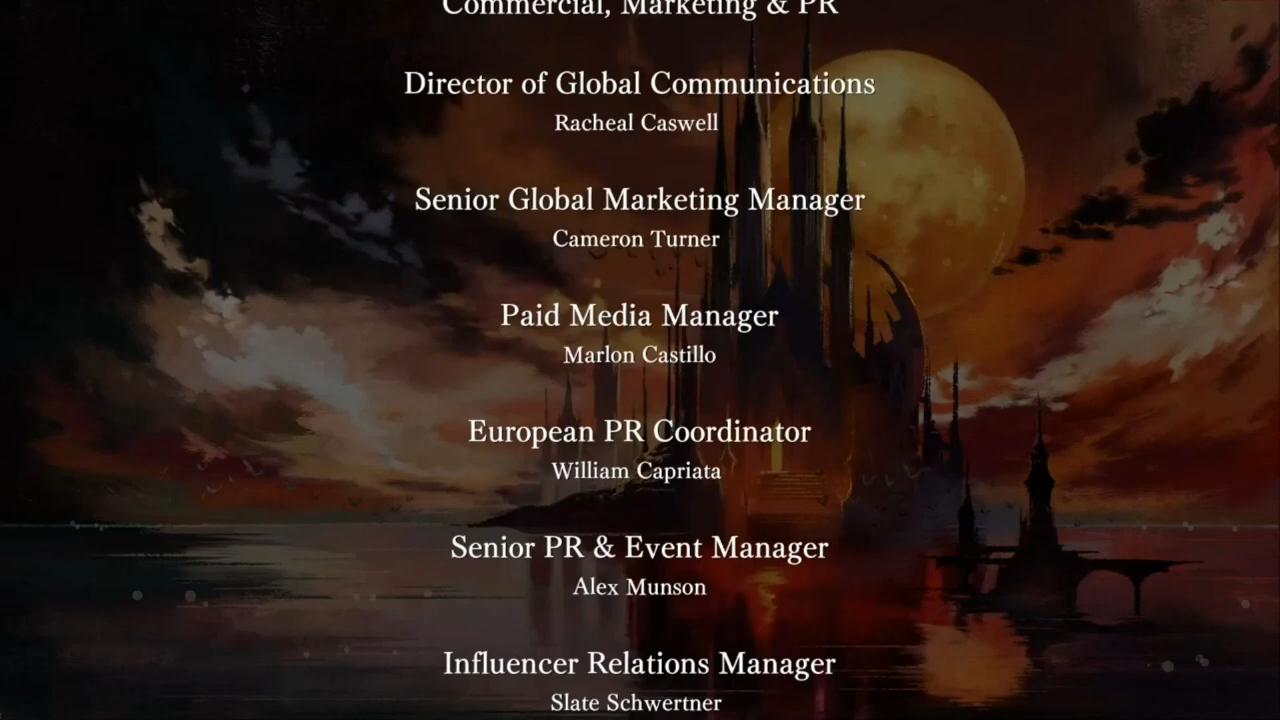 Commercial, Marketing & PR
Director of Global Communications
Racheal Caswell
Senior Global Marketing Manager
Cameron Turner
Paid Media Manager
Marlon Castillo
European PR Coordinator
William Capriata
Senior PR & Event Manager
Alex Munson
Influencer Relations Manager
Slate Schwertner